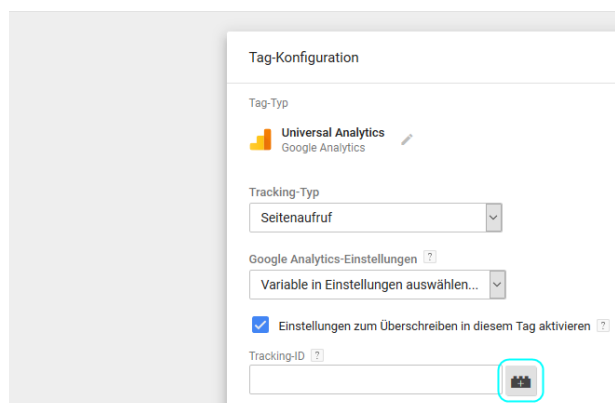 Tag-Konfiguration
Tag-Typ
Universal Analytics
Google Analytics
Tracking-Typ
Seitenaufruf
Google Analytics-Einstellungen ?
Variable in Einstellungen auswählen...
Einstellungen zum Überschreiben in diesem Tag aktivieren ?
Tracking-ID ?